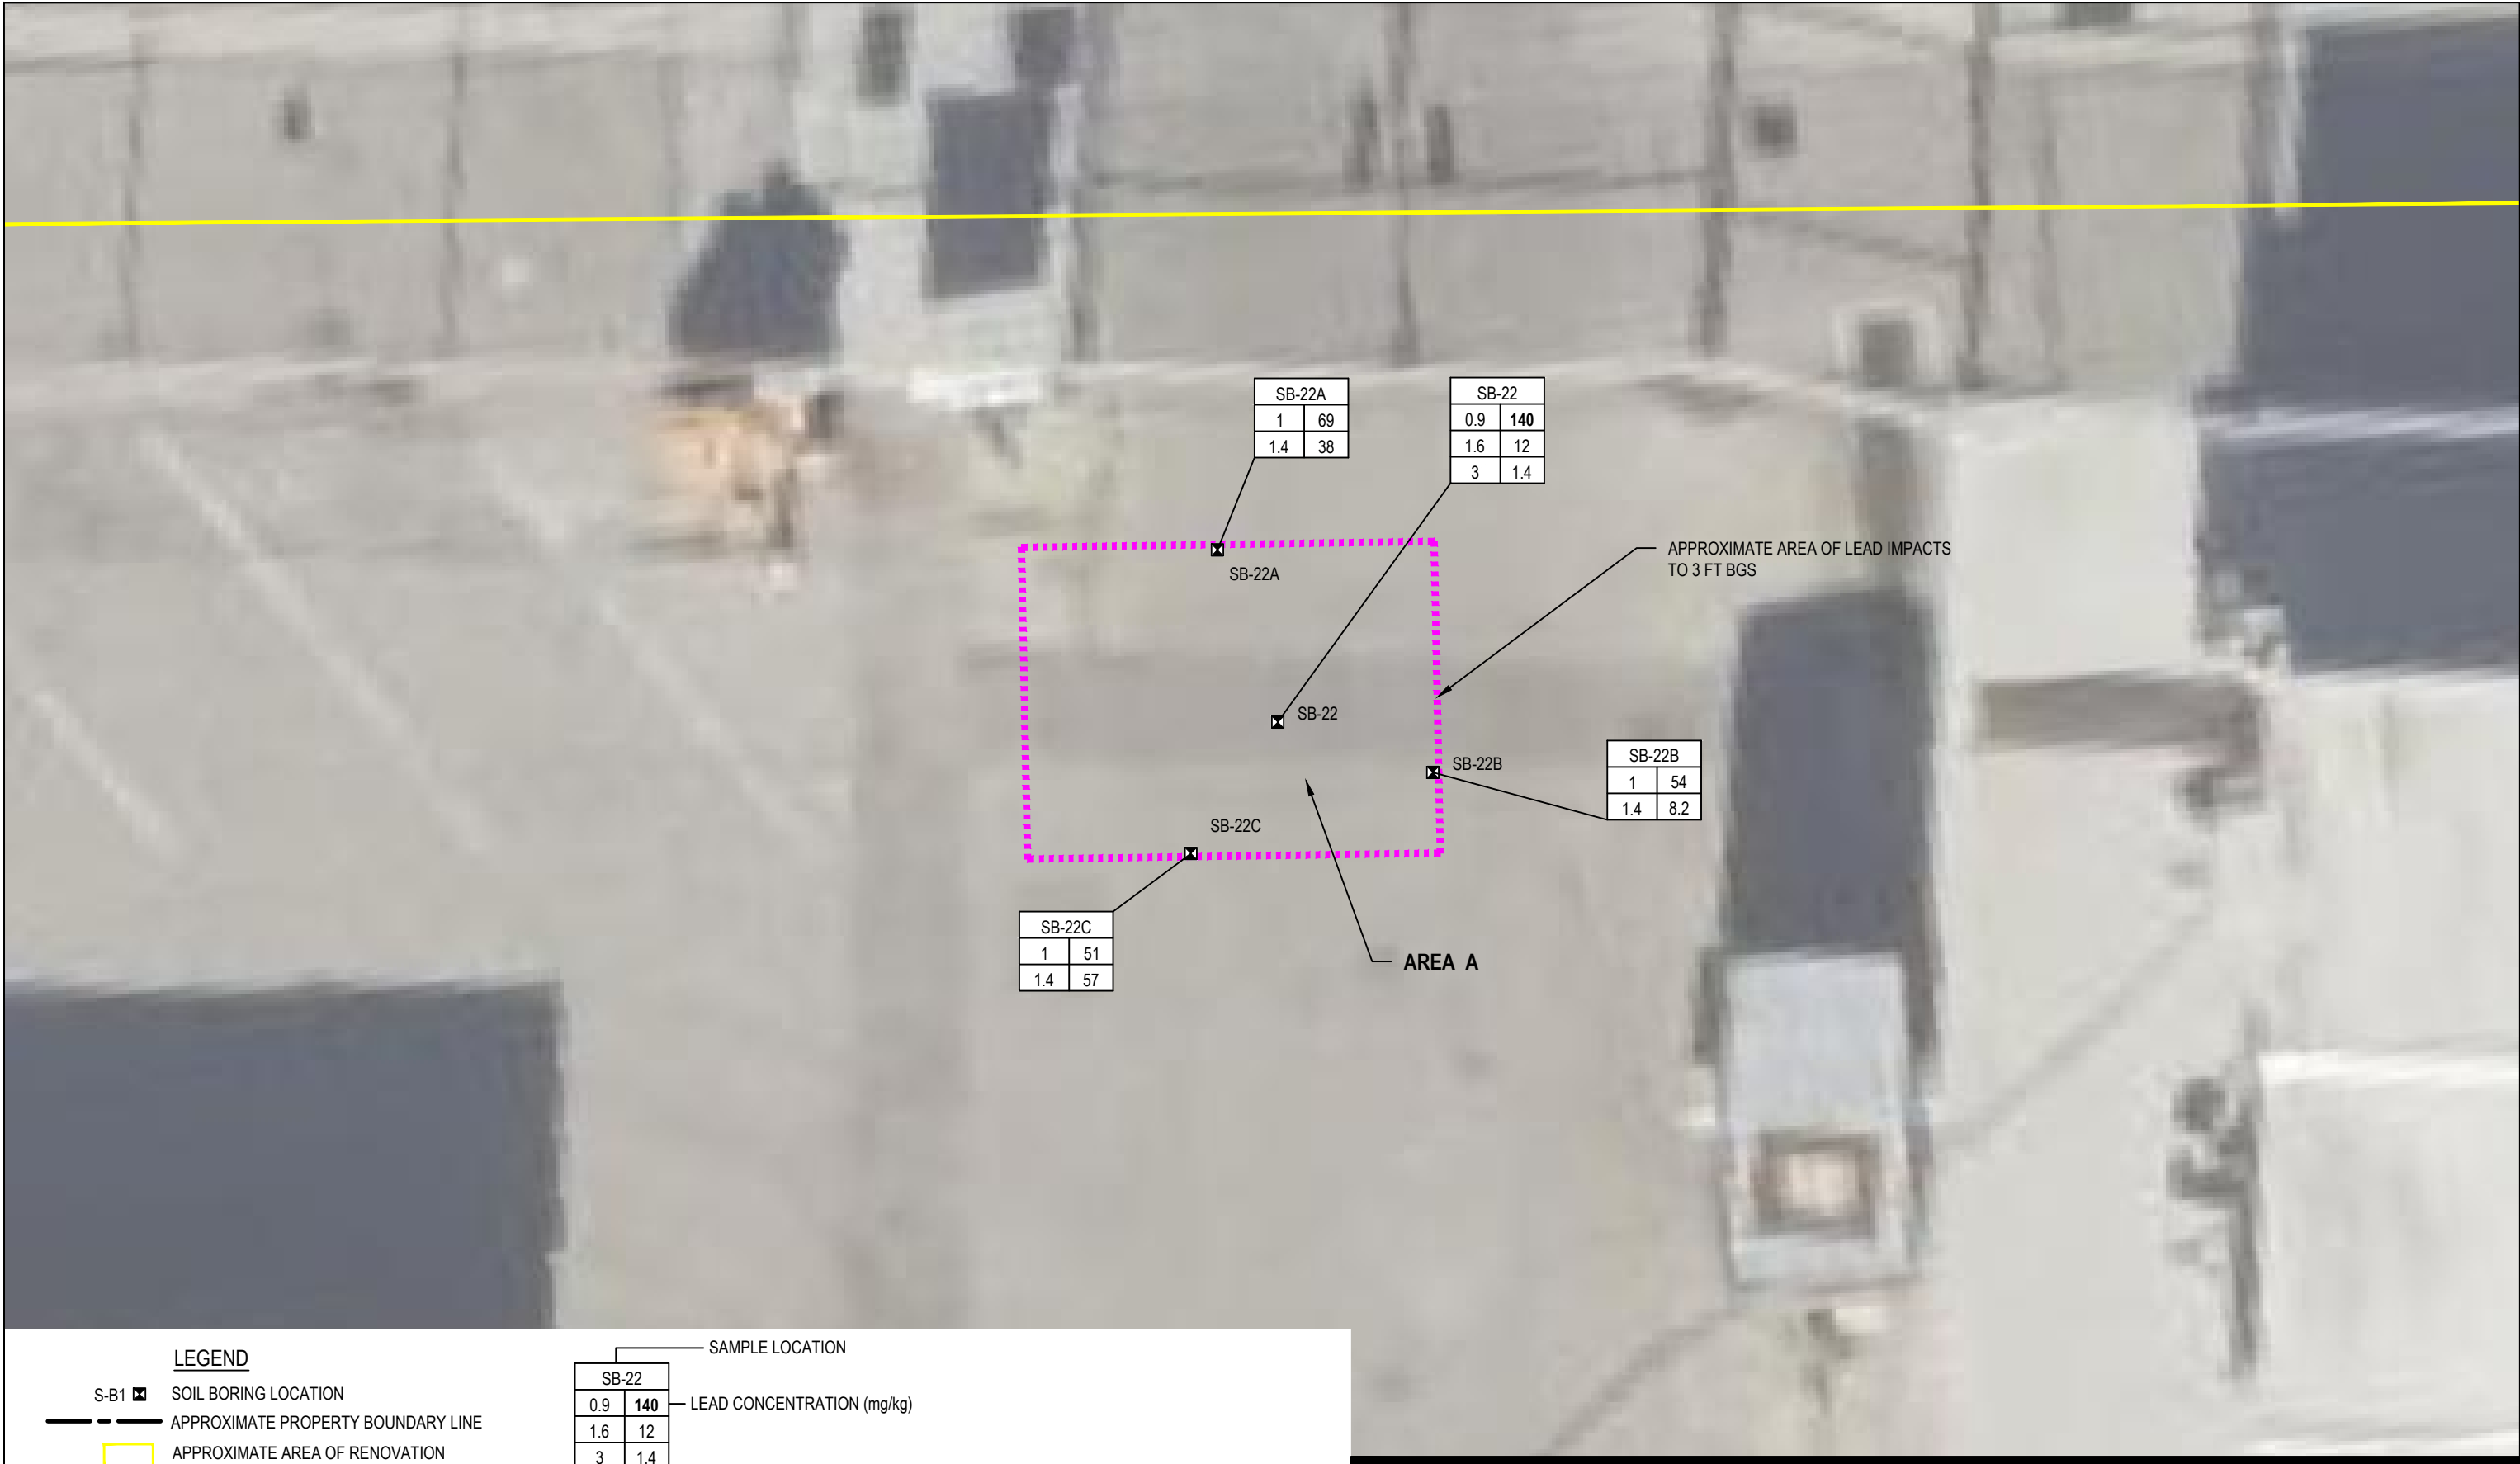 SB-22A
1 69
1.4 38
SB-22
0.9 140
1.6 12
3 1.4
APPROXIMATE AREA OF LEAD IMPACTS
TO 3 FT BGS
SB-22A
SB-22
SB-22B
SB-22B
1 54
1.4 8.2
SB-22C
SB-22C
1 51
1.4 57
AREA A
LEGEND
S-B1 SOIL BORING LOCATION
APPROXIMATE PROPERTY BOUNDARY LINE
APPROXIMATE AREA OF RENOVATION
SAMPLE LOCATION
SB-22
0.9 140 LEAD CONCENTRATION (mg/kg)
1.6 12
3 1.4